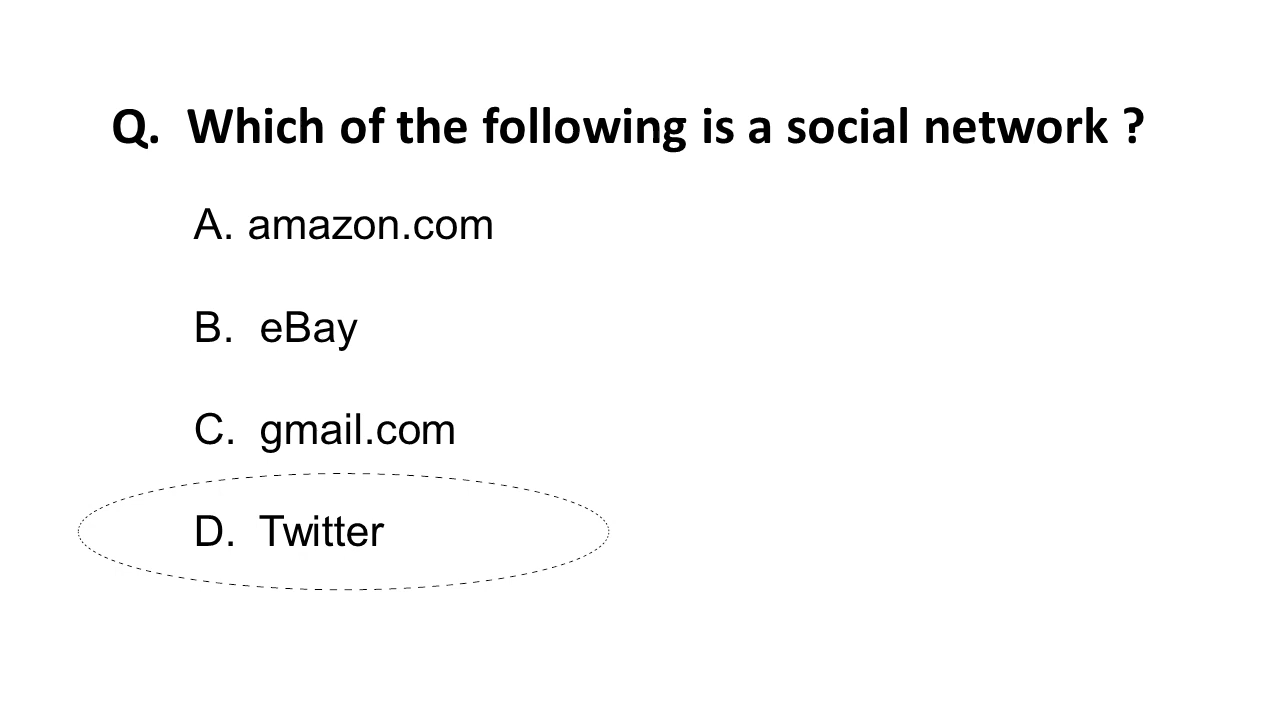 Q. Which of the following is a social network ?
A. amazon.com
B. eBay
C. gmail.com
D. Twitter